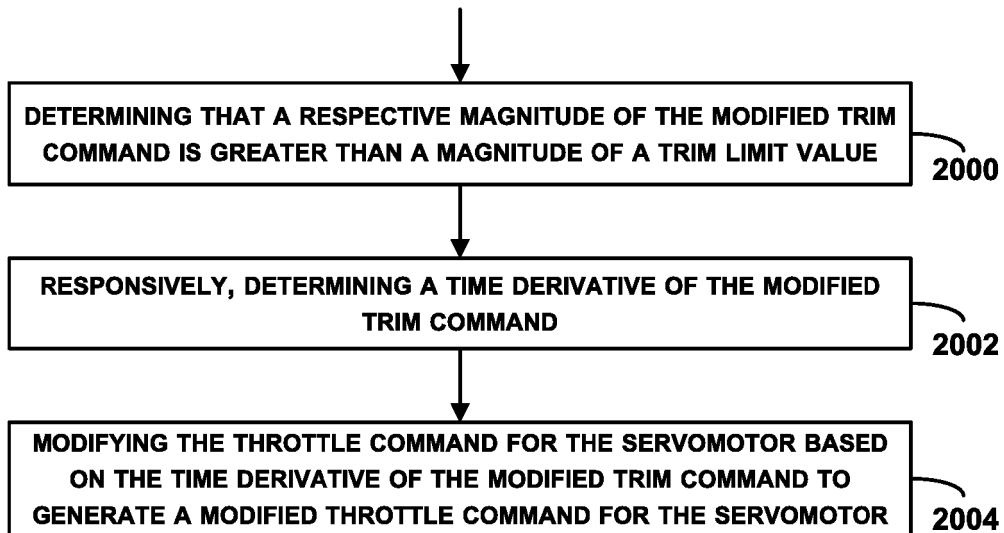 DETERMINING THAT A RESPECTIVE MAGNITUDE OF THE MODIFIED TRIM
COMMAND IS GREATER THAN A MAGNITUDE OF A TRIM LIMIT VALUE
2000
RESPONSIVELY, DETERMINING A TIME DERIVATIVE OF THE MODIFIED
TRIM COMMAND
2002
MODIFYING THE THROTTLE COMMAND FOR THE SERVOMOTOR BASED
ON THE TIME DERIVATIVE OF THE MODIFIED TRIM COMMAND TO
GENERATE A MODIFIED THROTTLE COMMAND FOR THE SERVOMOTOR
2004